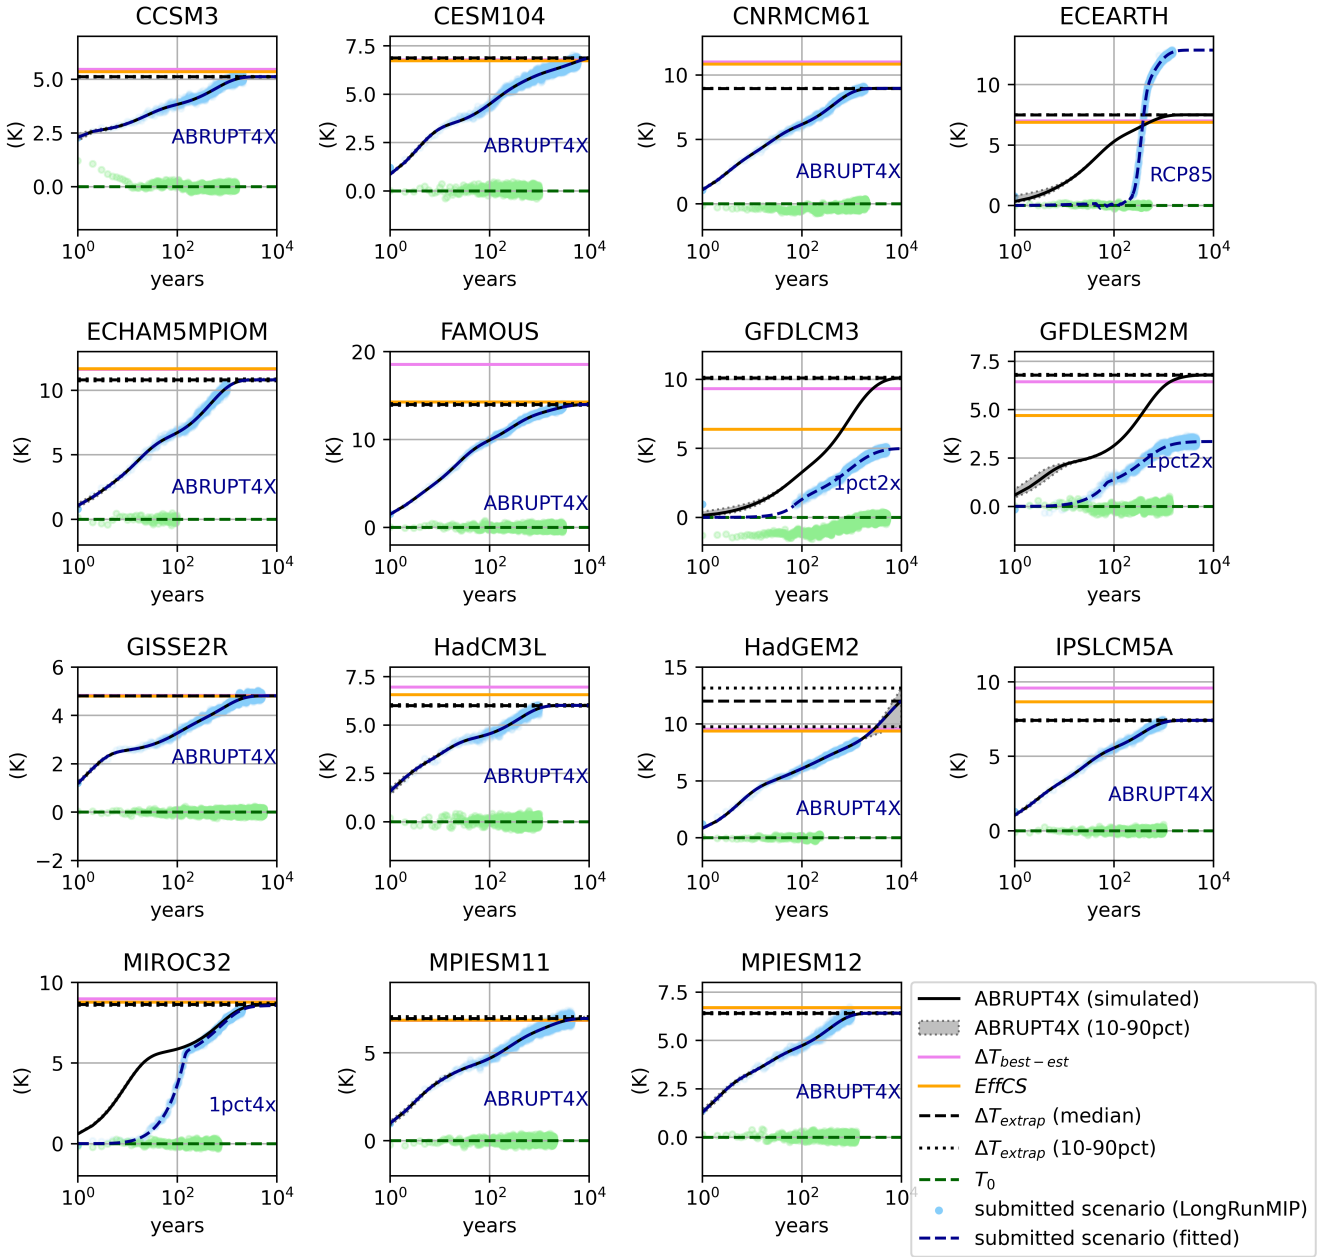 CCSM3
CESM104
CNRMCM61
ECEARTH
(K)
5.0
2.5
0.0
ABRUPT4X
10^0 10^2 10^4
years
(K)
7.5
5.0
2.5
0.0
ABRUPT4X
10^0 10^2 10^4
years
(K)
10
5
0
ABRUPT4X
10^0 10^2 10^4
years
(K)
10
5
0
RCP85
10^0 10^2 10^4
years
ECHAM5MPIOM
FAMOUS
GFDLCM3
GFDLESM2M
(K)
10
5
0
ABRUPT4X
10^0 10^2 10^4
years
(K)
20
10
0
ABRUPT4X
10^0 10^2 10^4
years
(K)
10
5
0
1pct2x
10^0 10^2 10^4
years
(K)
7.5
5.0
2.5
0.0
1pct2x
10^0 10^2 10^4
years
GISSE2R
HadCM3L
HadGEM2
IPSLCM5A
(K)
6
4
2
0
−2
ABRUPT4X
10^0 10^2 10^4
years
(K)
7.5
5.0
2.5
0.0
ABRUPT4X
10^0 10^2 10^4
years
(K)
15
10
5
0
ABRUPT4X
10^0 10^2 10^4
years
(K)
10
5
0
ABRUPT4X
10^0 10^2 10^4
years
MIROC32
MPIESM11
MPIESM12
(K)
10
5
0
1pct4x
10^0 10^2 10^4
years
(K)
5
0
ABRUPT4X
10^0 10^2 10^4
years
(K)
7.5
5.0
2.5
0.0
ABRUPT4X
10^0 10^2 10^4
years
ABRUPT4X (simulated)
ABRUPT4X (10-90pct)
ΔT_best−est
EffCS
ΔT_extrap (median)
ΔT_extrap (10-90pct)
T_0
submitted scenario (LongRunMIP)
submitted scenario (fitted)